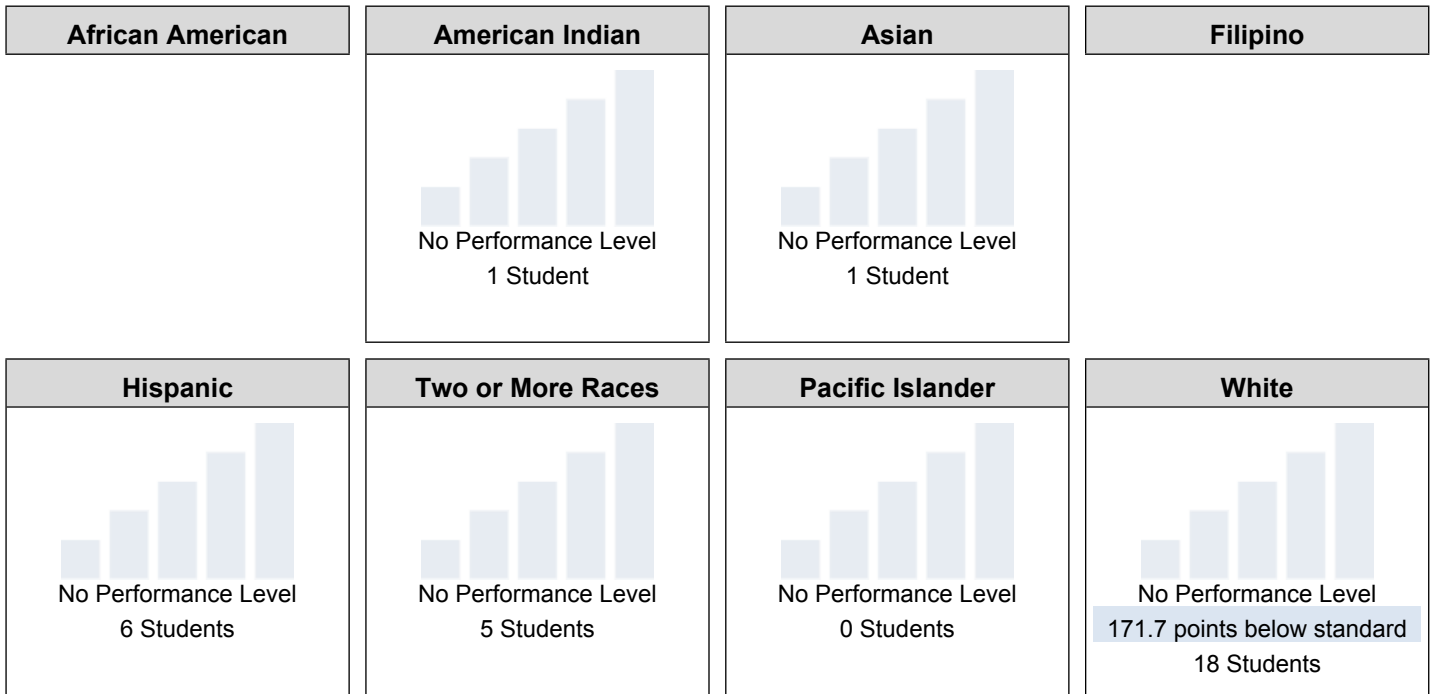 African American
American Indian
Asian
Filipino
No Performance Level
1 Student
No Performance Level
1 Student
Hispanic
Two or More Races
Pacific Islander
White
No Performance Level
6 Students
No Performance Level
5 Students
No Performance Level
0 Students
No Performance Level
171.7 points below standard
18 Students